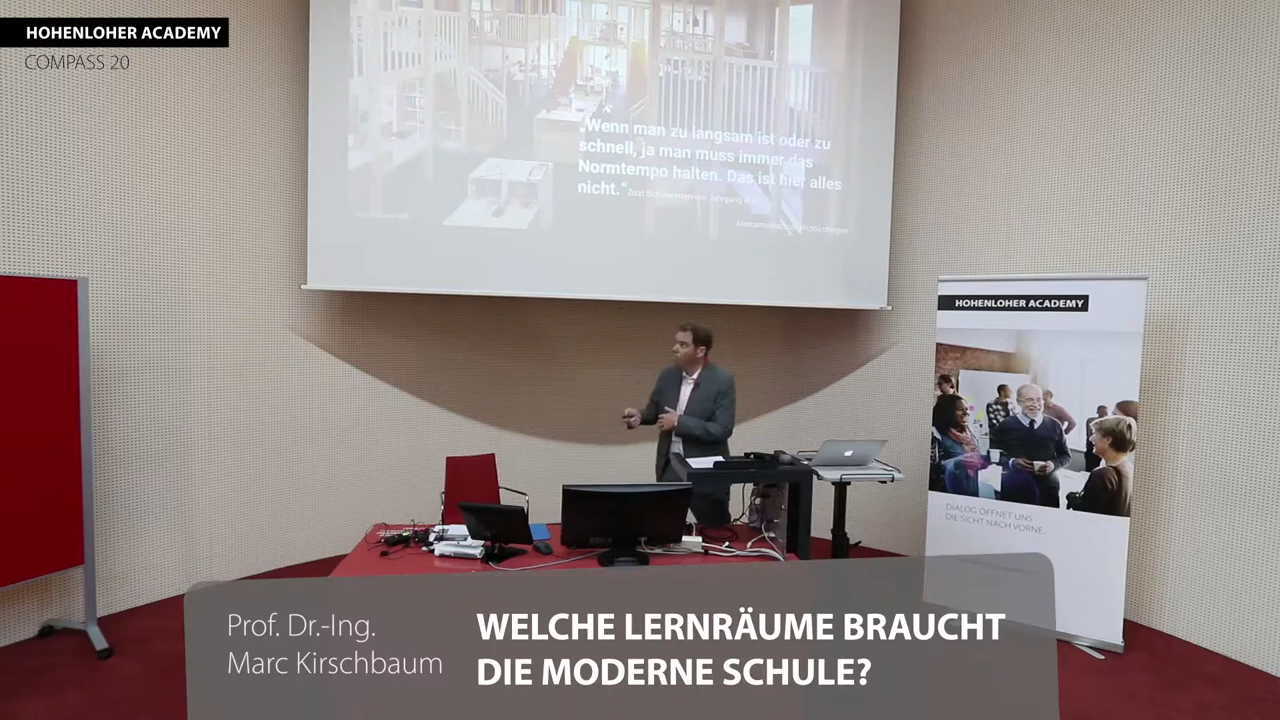 HOHENLOHER ACADEMY
COMPASS 20
„Wenn man zu langsam ist oder zu
schnell, ja man muss immer das
Normtempo halten. Das ist hier alles
nicht.“
HOHENLOHER ACADEMY
DIALOG ÖFFNET UNS
DIE SICHT NACH VORNE.
Prof. Dr.-Ing.
Marc Kirschbaum
WELCHE LERNRÄUME BRAUCHT
DIE MODERNE SCHULE?